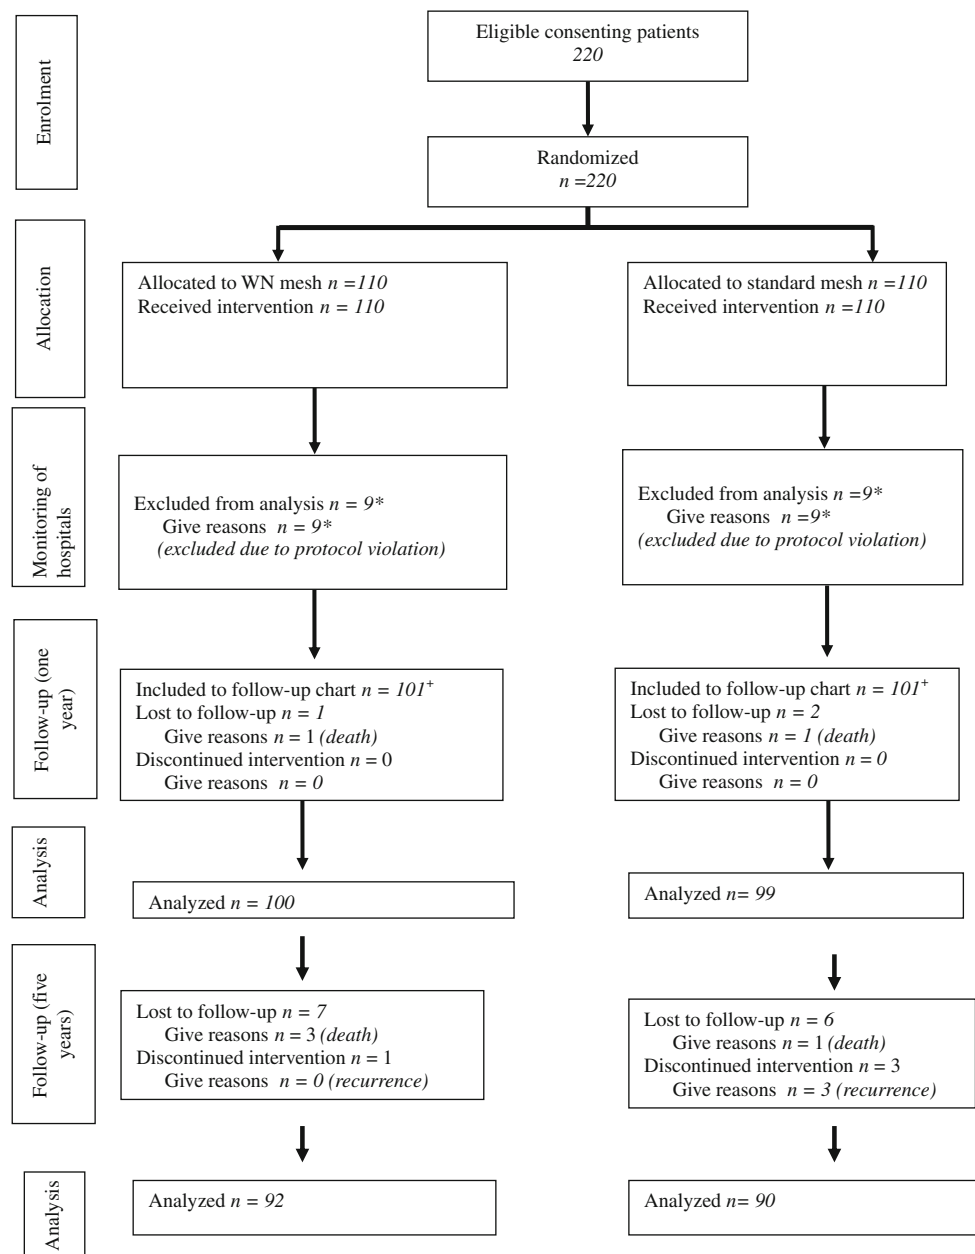 Enrolment
Eligible consenting patients
220
Randomized
n =220
Allocation
Allocated to WN mesh n =110
Received intervention n = 110
Allocated to standard mesh n =110
Received intervention n =110
Monitoring of
hospitals
Excluded from analysis n = 9*
Give reasons n = 9*
(excluded due to protocol violation)
Excluded from analysis n =9*
Give reasons n =9*
(excluded due to protocol violation)
Follow-up (one
year)
Included to follow-up chart n = 101+
Lost to follow-up n = 1
Give reasons n = 1 (death)
Discontinued intervention n = 0
Give reasons n = 0
Included to follow-up chart n = 101+
Lost to follow-up n = 2
Give reasons n = 1 (death)
Discontinued intervention n = 0
Give reasons n = 0
Analysis
Analyzed n = 100
Analyzed n= 99
Follow-up (five
years)
Lost to follow-up n = 7
Give reasons n = 3 (death)
Discontinued intervention n = 1
Give reasons n = 0 (recurrence)
Lost to follow-up n = 6
Give reasons n = 1 (death)
Discontinued intervention n = 3
Give reasons n = 3 (recurrence)
Analysis
Analyzed n = 92
Analyzed n= 90